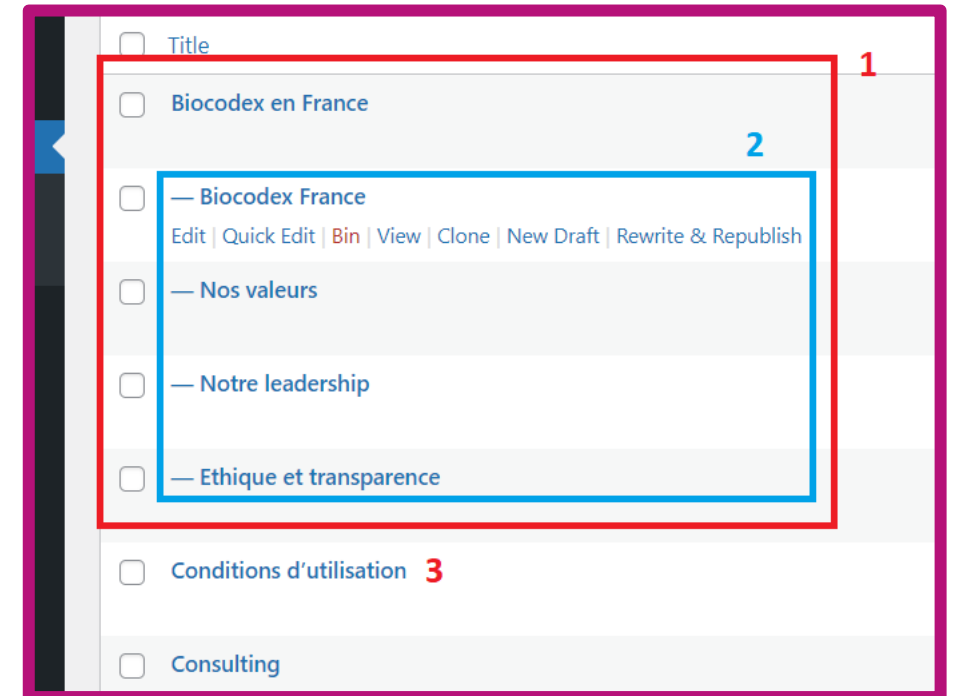 Title
1
Biocodex en France
2
— Biocodex France
Edit | Quick Edit | Bin | View | Clone | New Draft | Rewrite & Republish
— Nos valeurs
— Notre leadership
— Ethique et transparence
Conditions d’utilisation 3
Consulting